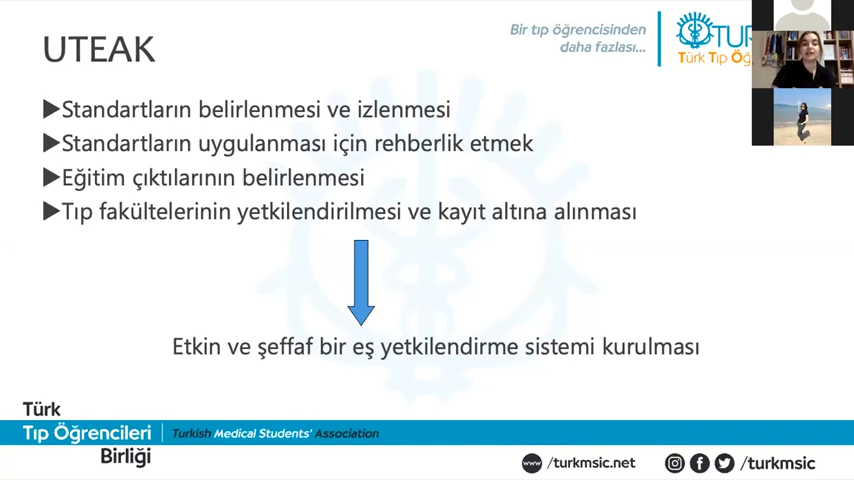 UTEAK
Bir tıp öğrencisinden
daha fazlası...
TUR
Türk Tıp Öğ
▶Standartların belirlenmesi ve izlenmesi
▶Standartların uygulanması için rehberlik etmek
▶Eğitim çıktılarının belirlenmesi
▶Tıp fakültelerinin yetkilendirilmesi ve kayıt altına alınması
Etkin ve şeffaf bir eş yetkilendirme sistemi kurulması
Türk
Tıp Öğrencileri
Birliği
Turkish Medical Students' Association
www /turkmsic.net
/turkmsic